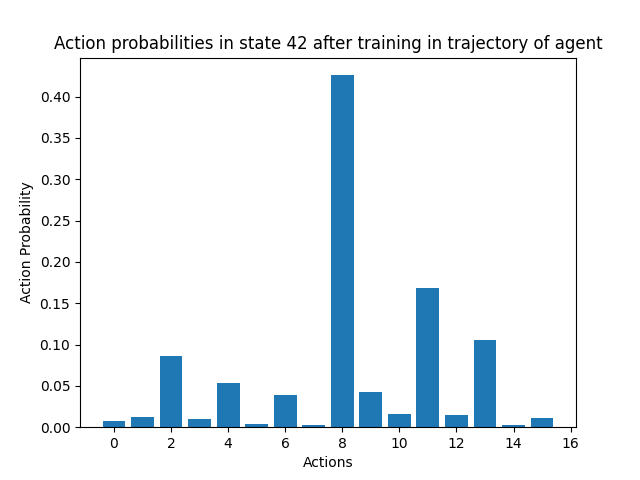 Action probabilities in state 42 after training in trajectory of agent
Action Probability
0.40
0.35
0.30
0.25
0.20
0.15
0.10
0.05
0.00
0 2 4 6 8 10 12 14 16
Actions